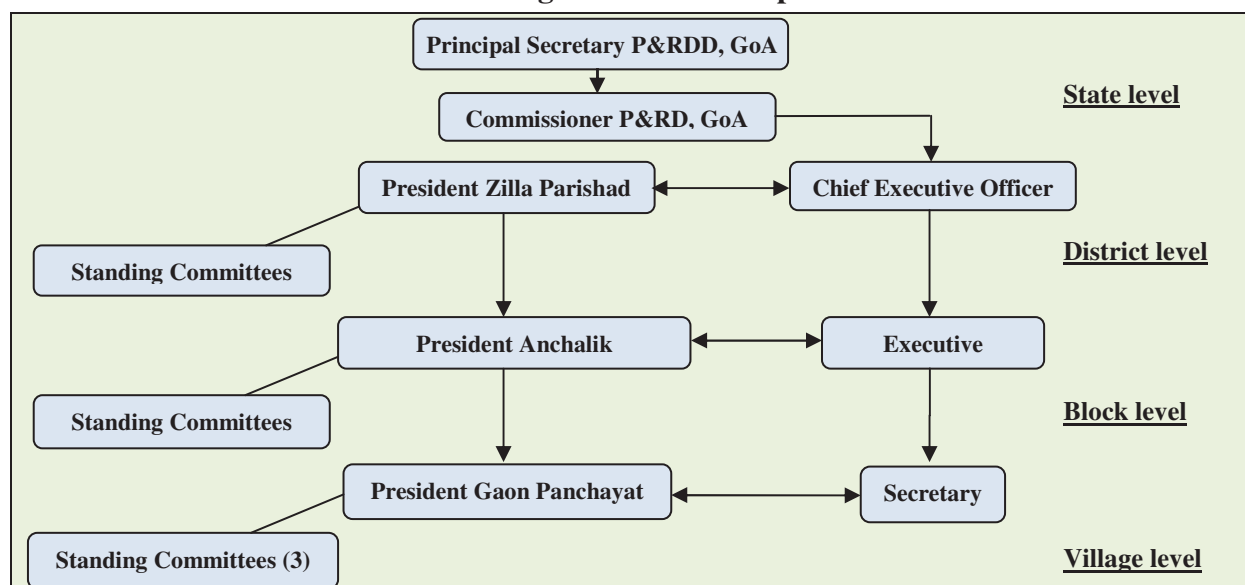 Principal Secretary P&RDD, GoA
State level
Commissioner P&RD, GoA
President Zilla Parishad
Chief Executive Officer
Standing Committees
District level
President Anchalik
Executive
Standing Committees
Block level
President Gaon Panchayat
Secretary
Standing Committees (3)
Village level